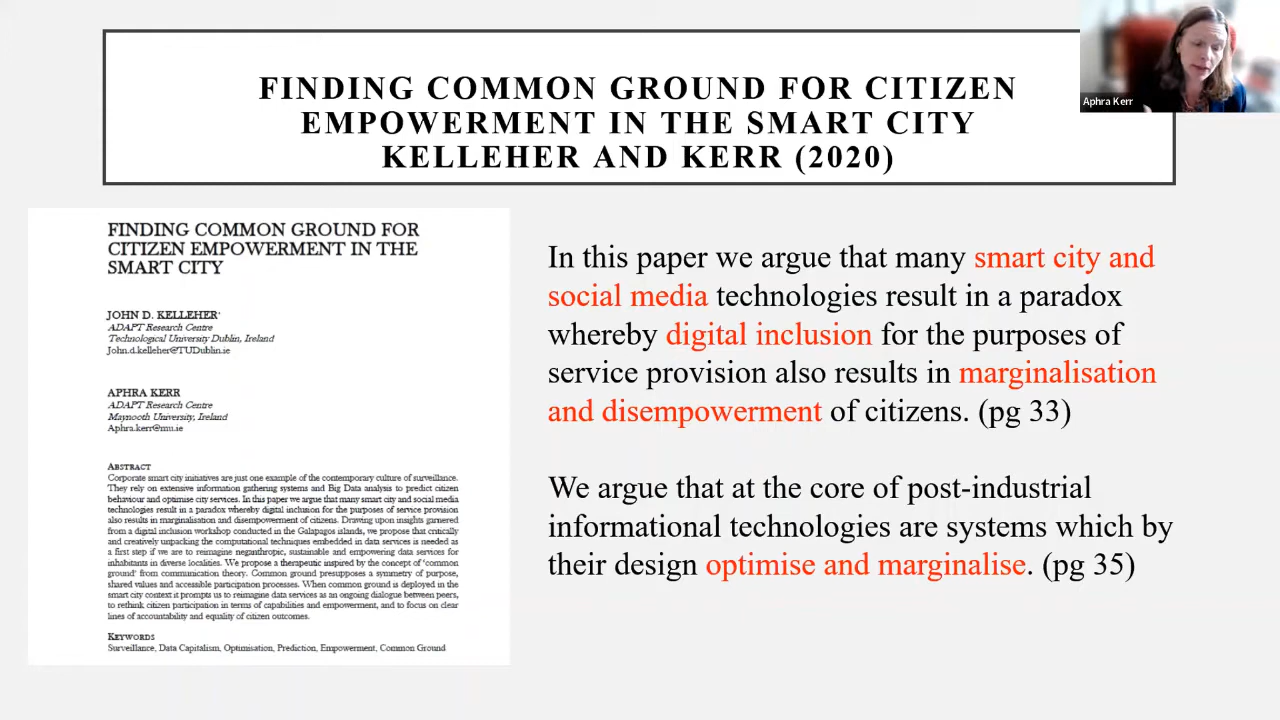 FINDING COMMON GROUND FOR CITIZEN
EMPOWERMENT IN THE SMART CITY
KELLEHER AND KERR (2020)
Aphra Kerr
FINDING COMMON GROUND FOR
CITIZEN EMPOWERMENT IN THE
SMART CITY
JOHN D. KELLEHER*
ADAPT Research Centre
Technological University Dublin, Ireland
John.d.kelleher@TUDublin.ie
APHRA KERR
ADAPT Research Centre
Maynooth University, Ireland
Aphra.kerr@mu.ie
ABSTRACT
Corporate smart city initiatives are just one example of the contemporary culture of surveillance.
They rely on extensive information gathering systems and Big Data analysis to predict citizen
behaviour and optimise city services. In this paper we argue that many smart city and social media
technologies result in a paradox whereby digital inclusion for the purposes of service provision
also results in marginalisation and disempowerment of citizens. Drawing upon insights garnered
from a digital inclusion workshop conducted in the Galapagos islands, we propose that critically
and creatively unpacking the computational techniques embedded in data services is needed as
a first step if we are to reimagine neganthropic, sustainable and empowering data services for
inhabitants in diverse localities. We propose a therapeutic inspired by the concept of 'common
ground' from communication theory. Common ground presupposes a symmetry of purpose,
shared values and accessible participation processes. When common ground is deployed in the
smart city it prompts us to reimagine data services as an ongoing dialogue between peers,
to rethink citizen participation in terms of capabilities and empowerment, and to focus on clear
lines of accountability and equality of citizen outcomes.
KEYWORDS
Surveillance, Data Capitalism, Optimisation, Prediction, Empowerment, Common Ground
In this paper we argue that many smart city and
social media technologies result in a paradox
whereby digital inclusion for the purposes of
service provision also results in marginalisation
and disempowerment of citizens. (pg 33)
We argue that at the core of post-industrial
informational technologies are systems which by
their design optimise and marginalise. (pg 35)